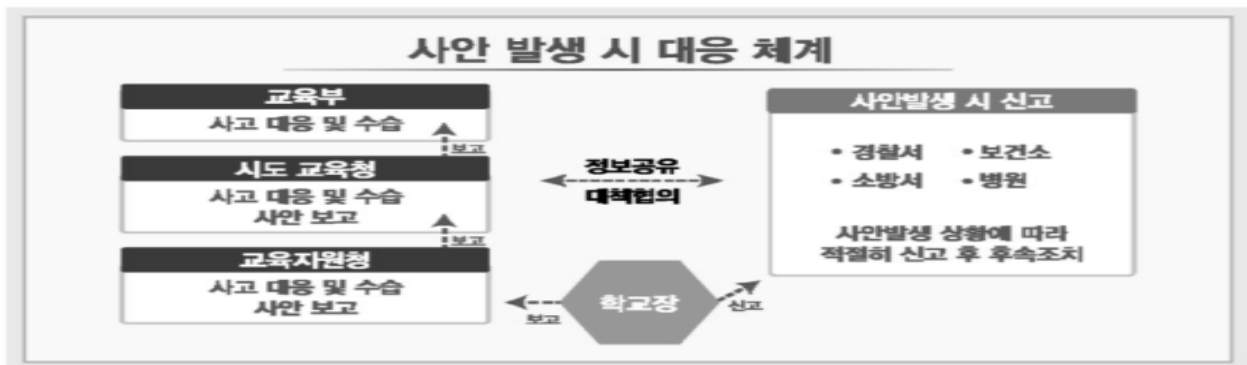 사안 발생 시 대응 체계
교육부
사고 대응 및 수습
보고
시도 교육청
사고 대응 및 수습
사안 보고
보고
교육지원청
사고 대응 및 수습
사안 보고
정보공유
대책협의
보고
학교장
신고
사안발생 시 신고
• 경찰서 • 보건소
• 소방서 • 병원
사안발생 상황에 따라
적절히 신고 후 후속조치